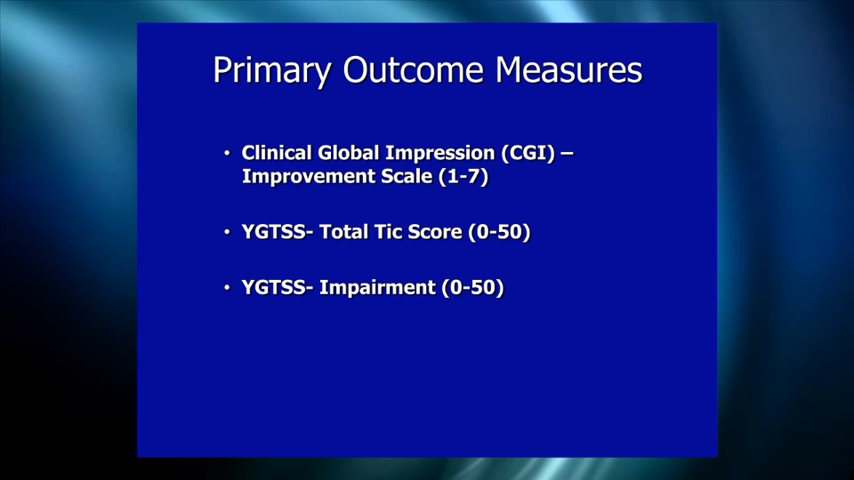 Primary Outcome Measures
• Clinical Global Impression (CGI) –
Improvement Scale (1-7)
• YGTSS- Total Tic Score (0-50)
• YGTSS- Impairment (0-50)